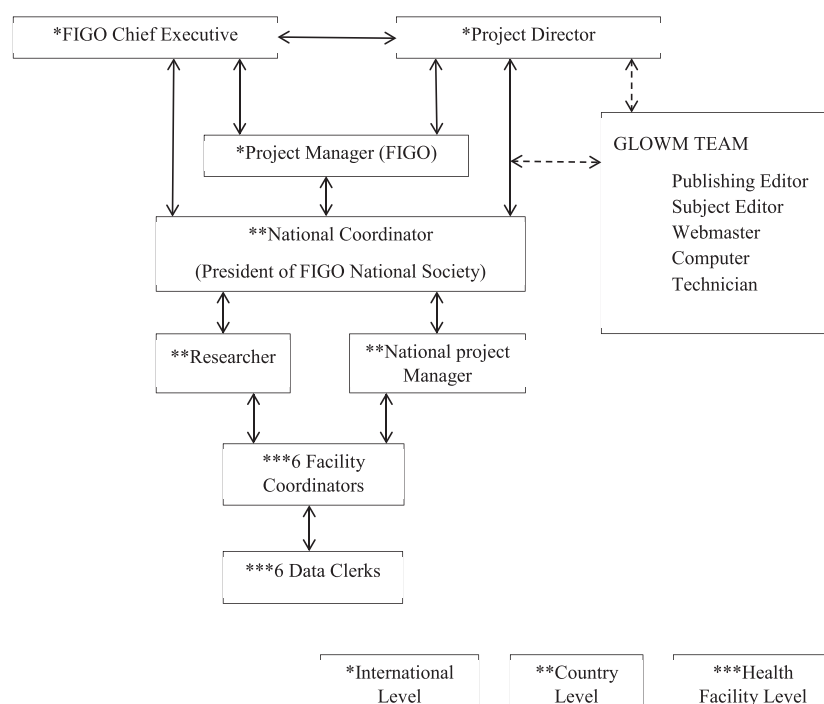 *FIGO Chief Executive
*Project Director
*Project Manager (FIGO)
GLOWM TEAM
Publishing Editor
Subject Editor
Webmaster
Computer
Technician
**National Coordinator
(President of FIGO National Society)
**Researcher
**National project
Manager
***6 Facility
Coordinators
***6 Data Clerks
*International
Level
**Country
Level
***Health
Facility Level